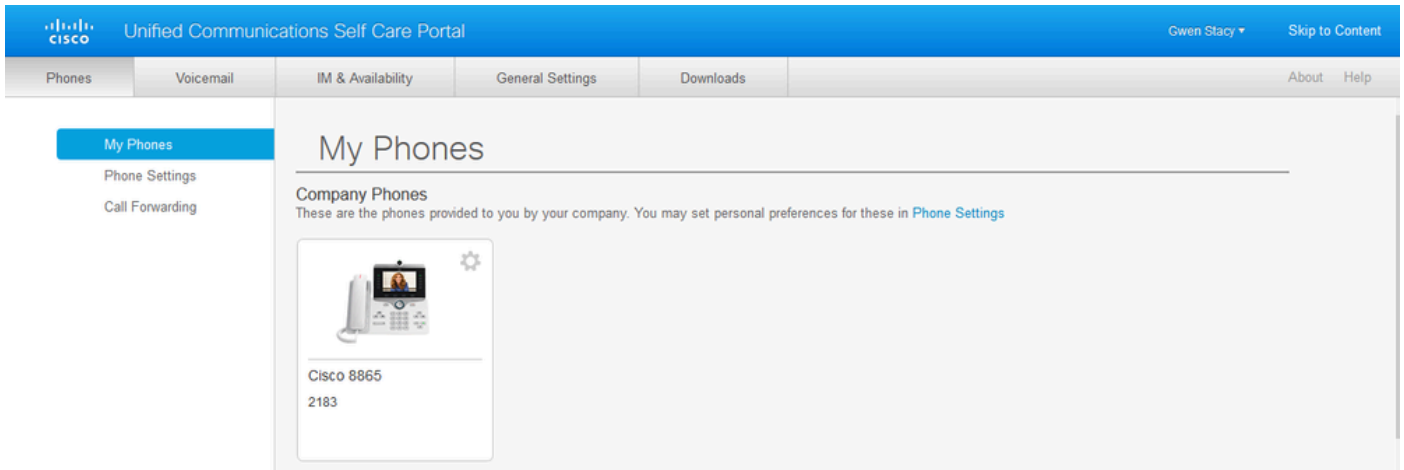 CISCO Unified Communications Self Care Portal Gwen Stacy Skip to Content
Phones Voicemail IM & Availability General Settings Downloads About Help
My Phones
Phone Settings
Call Forwarding
My Phones
Company Phones
These are the phones provided to you by your company. You may set personal preferences for these in Phone Settings
Cisco 8865
2183